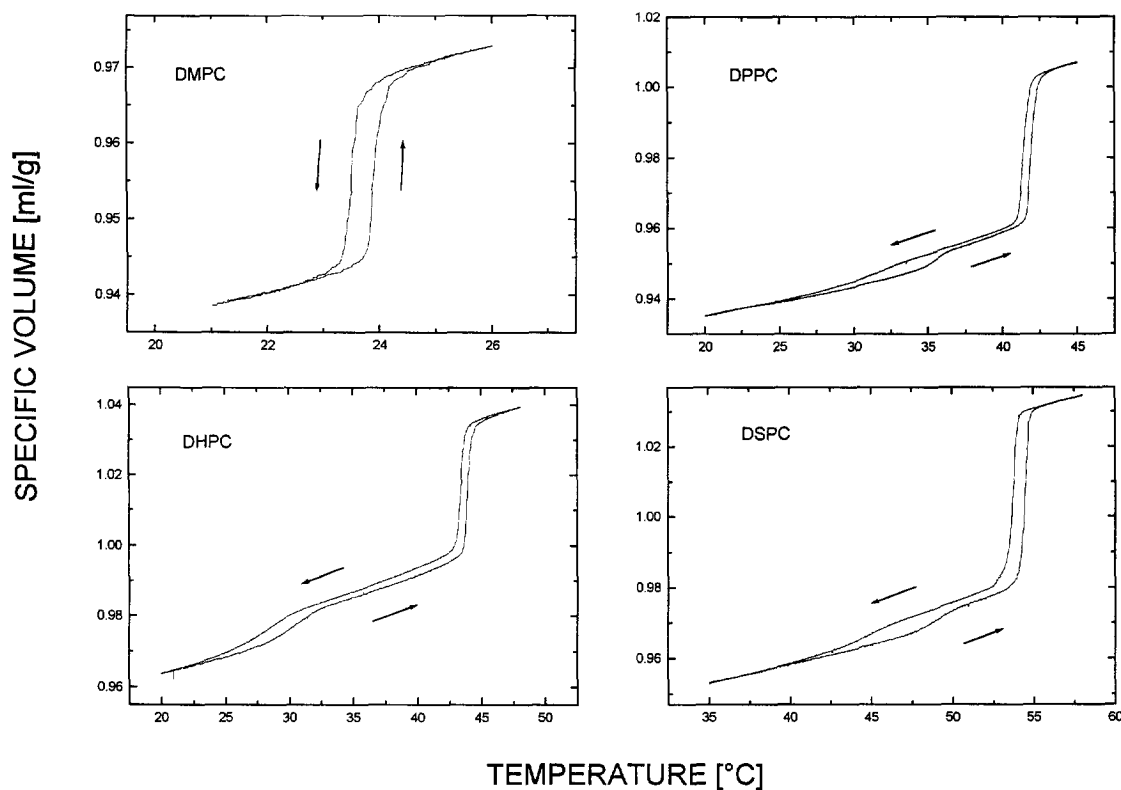 SPECIFIC VOLUME [ml/g]
DMPC
0.97
0.96
0.95
0.94
20 22 24 26
DPPC
1.02
1.00
0.98
0.96
0.94
20 25 30 35 40 45
DHPC
1.04
1.02
1.00
0.98
0.96
20 25 30 35 40 45 50
DSPC
1.02
1.00
0.98
0.96
35 40 45 50 55 60
TEMPERATURE [°C]